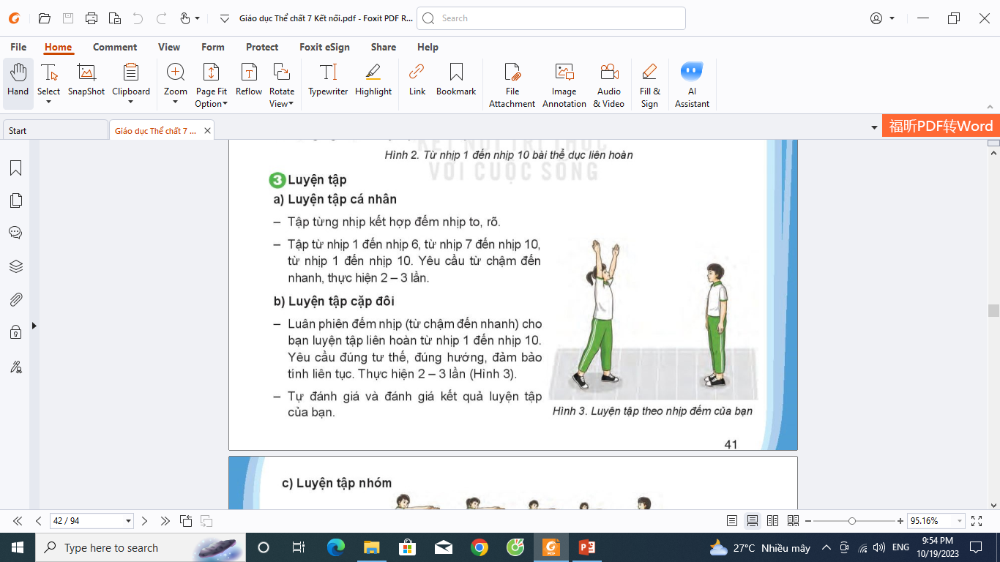 Giáo dục Thể chất 7 Kết nối.pdf - Foxit PDF R...
Search
File Home Comment View Form Protect Foxit eSign Share Help
Hand Select SnapShot Clipboard Zoom Page Fit Option Reflow Rotate View Typewriter Highlight Link Bookmark File Attachment Image Annotation Audio & Video Fill & Sign AI Assistant
Start
Giáo dục Thể chất 7 ...
福昕PDF转Word
KẾT NỐI TRI THỨC
Hình 2. Từ nhịp 1 đến nhịp 10 bài thể dục liên hoàn
VỚI CUỘC SỐNG
3 Luyện tập
a) Luyện tập cá nhân
– Tập từng nhịp kết hợp đếm nhịp to, rõ.
– Tập từ nhịp 1 đến nhịp 6, từ nhịp 7 đến nhịp 10,
từ nhịp 1 đến nhịp 10. Yêu cầu từ chậm đến
nhanh, thực hiện 2 – 3 lần.
b) Luyện tập cặp đôi
– Luân phiên đếm nhịp (từ chậm đến nhanh) cho
bạn luyện tập liên hoàn từ nhịp 1 đến nhịp 10.
Yêu cầu đúng tư thế, đúng hướng, đảm bảo
tính liên tục. Thực hiện 2 – 3 lần (Hình 3).
– Tự đánh giá và đánh giá kết quả luyện tập
của bạn.
Hình 3. Luyện tập theo nhịp đếm của bạn
41
c) Luyện tập nhóm
42 / 94
95.16%
Type here to search
27°C Nhiều mây
ENG
9:54 PM
10/19/2023